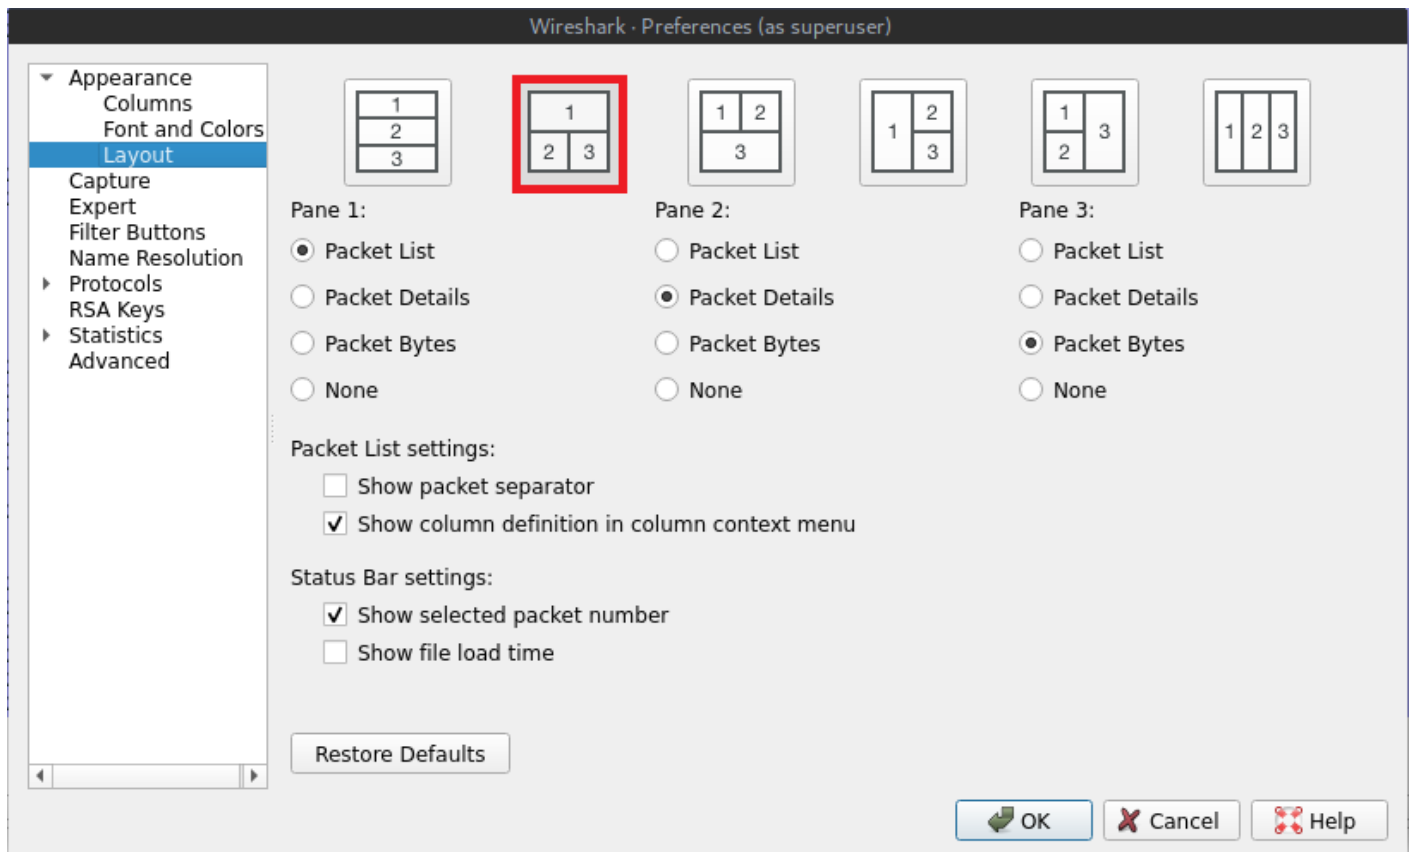 Wireshark · Preferences (as superuser)
Appearance
Columns
Font and Colors
Layout
Capture
Expert
Filter Buttons
Name Resolution
Protocols
RSA Keys
Statistics
Advanced
1
2
3
1
2 3
1 2
3
1 2
3
1 3
2
1 2 3
Pane 1:
Packet List
Packet Details
Packet Bytes
None
Pane 2:
Packet List
Packet Details
Packet Bytes
None
Pane 3:
Packet List
Packet Details
Packet Bytes
None
Packet List settings:
Show packet separator
Show column definition in column context menu
Status Bar settings:
Show selected packet number
Show file load time
Restore Defaults
OK Cancel Help